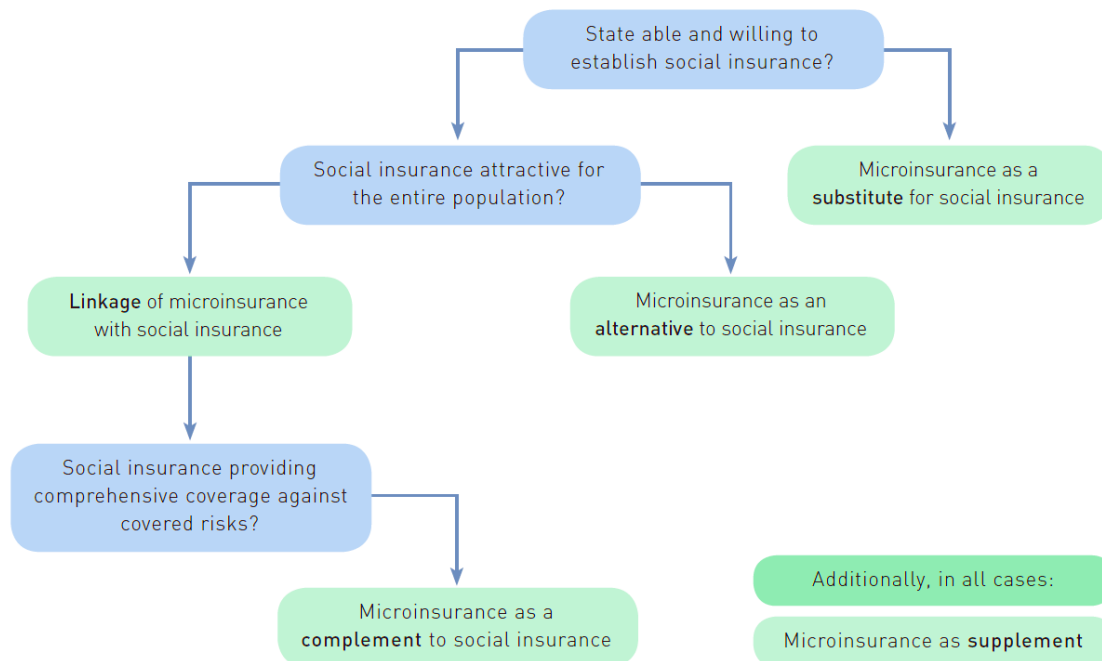 State able and willing to
establish social insurance?
Social insurance attractive for
the entire population?
Microinsurance as a
substitute for social insurance
Linkage of microinsurance
with social insurance
Microinsurance as an
alternative to social insurance
Social insurance providing
comprehensive coverage against
covered risks?
Microinsurance as a
complement to social insurance
Additionally, in all cases:
Microinsurance as supplement